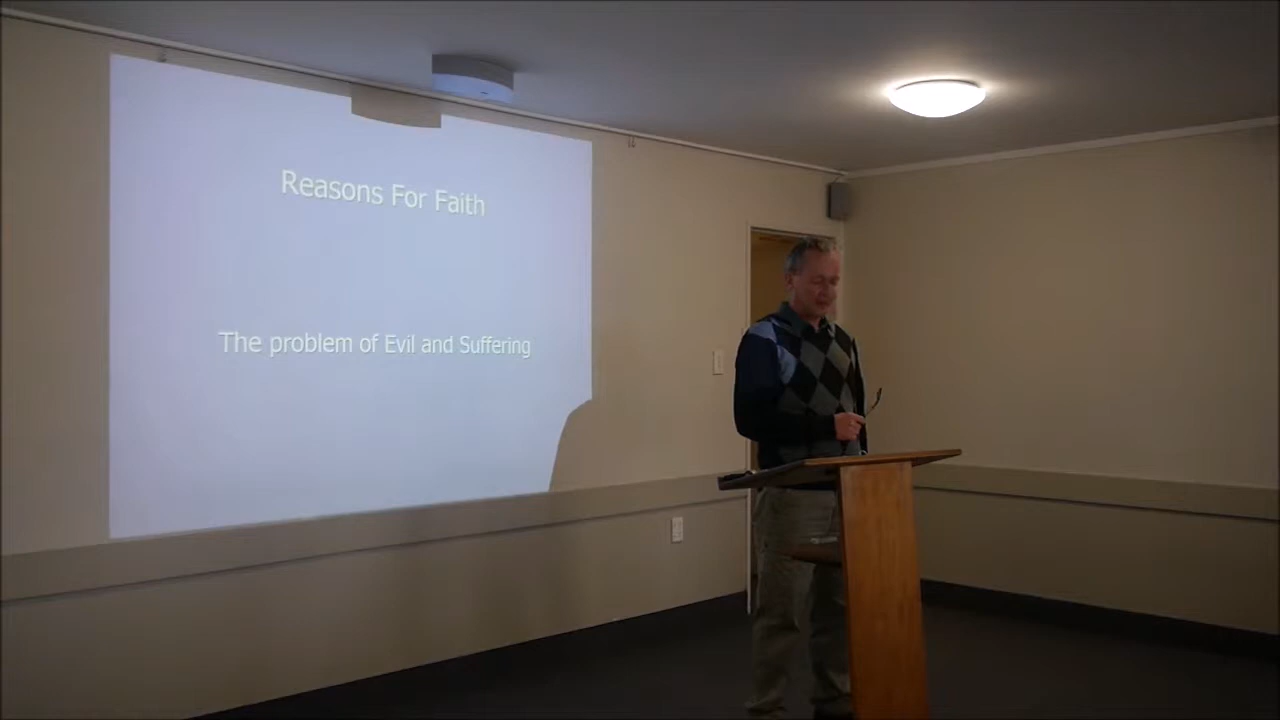 Reasons For Faith
The problem of Evil and Suffering